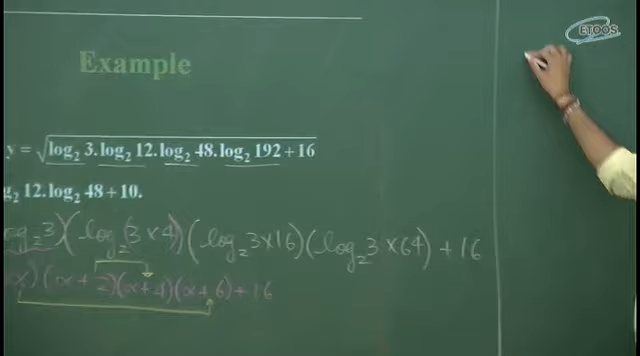 ETOOS
Example
y = √log₂ 3.log₂ 12.log₂ 48.log₂ 192 + 16
g₂ 12.log₂ 48 + 10.
og₂3)(log₂(3×4))(log₂3×16)(log₂3×64) + 16
x)(x+2)(x+4)(x+6)+16